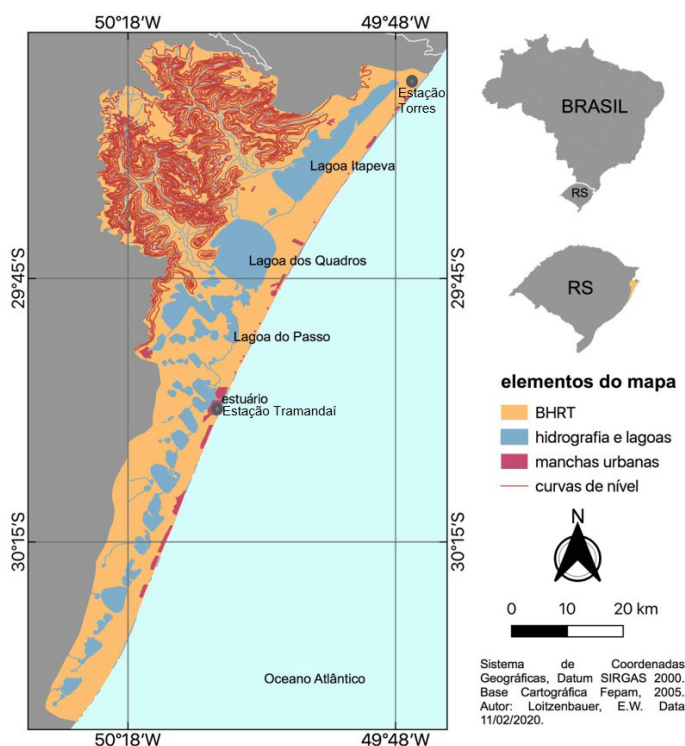 50°18'W
49°48'W
Estação
Torres
Lagoa Itapeva
Lagoa dos Quadros
29°45'S
29°45'S
Lagoa do Passo
estuário
Estação Tramandaí
30°15'S
30°15'S
Oceano Atlântico
50°18'W
49°48'W
BRASIL
RS
RS
elementos do mapa
BHRT
hidrografia e lagoas
manchas urbanas
curvas de nível
N
0 10 20 km
Sistema de Coordenadas
Geográficas, Datum SIRGAS 2000.
Base Cartográfica Fepam, 2005.
Autor: Loitzenbauer, E.W. Data
11/02/2020.